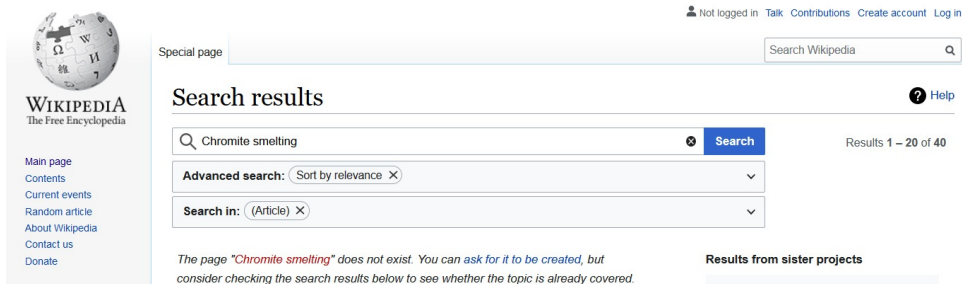 Not logged in Talk Contributions Create account Log in
Special page
Search Wikipedia
Ω W И 維 7
WIKIPEDIA
The Free Encyclopedia
Main page
Contents
Current events
Random article
About Wikipedia
Contact us
Donate
Search results
Help
Chromite smelting
Search
Results 1 – 20 of 40
Advanced search: Sort by relevance
Search in: (Article)
The page "Chromite smelting" does not exist. You can ask for it to be created, but
consider checking the search results below to see whether the topic is already covered.
Results from sister projects